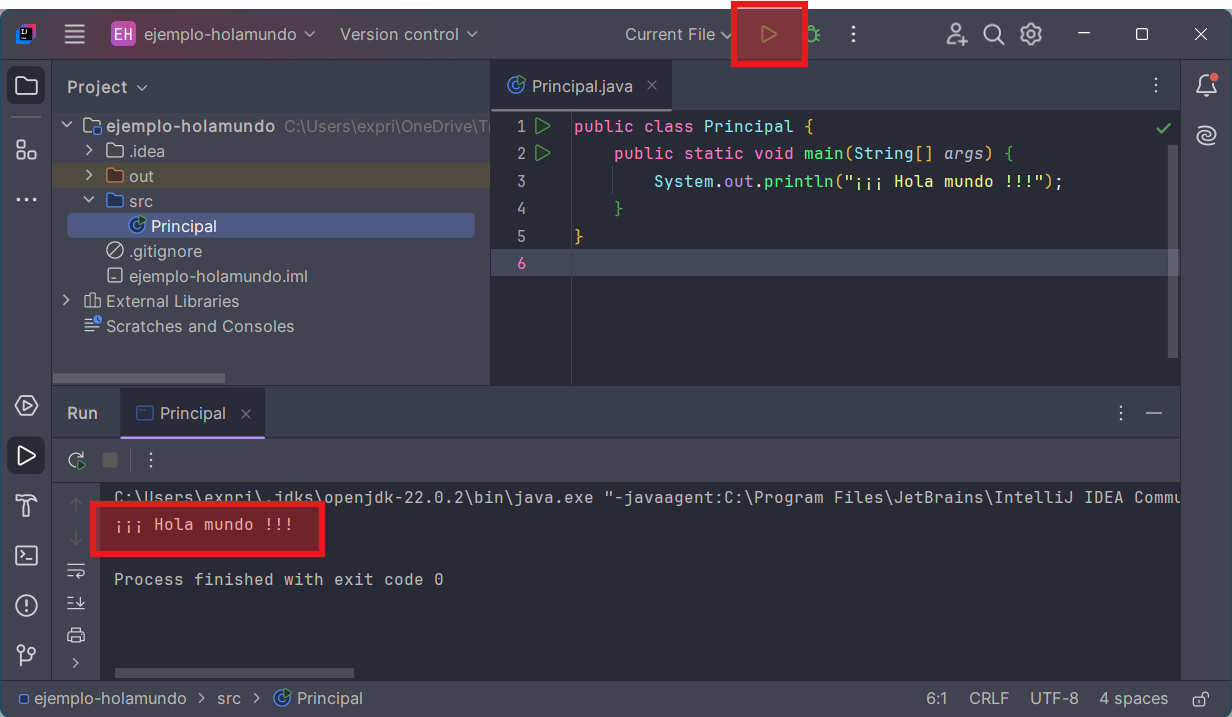 EH ejemplo-holamundo Version control Current File
Project
Principal.java
ejemplo-holamundo C:\Users\expri\OneDrive\
.idea
out
src
Principal
.gitignore
ejemplo-holamundo.iml
External Libraries
Scratches and Consoles
1 public class Principal {
2 public static void main(String[] args) {
3 System.out.println("¡¡¡ Hola mundo !!!");
4 }
5 }
6
Run Principal
C:\Users\expri\.jdks\openjdk-22.0.2\bin\java.exe "-javaagent:C:\Program Files\JetBrains\IntelliJ IDEA Commu
¡¡¡ Hola mundo !!!
Process finished with exit code 0
ejemplo-holamundo > src > Principal 6:1 CRLF UTF-8 4 spaces